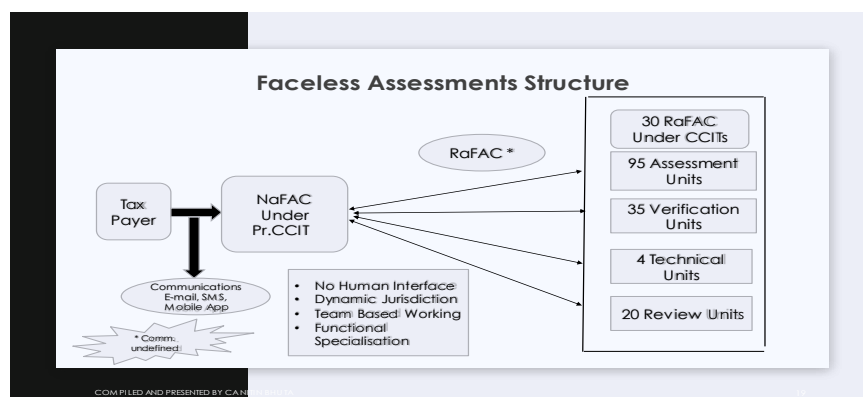 Faceless Assessments Structure
RaFAC *
30 RaFAC
Under CCITs
95 Assessment
Units
35 Verification
Units
4 Technical
Units
20 Review Units
Tax
Payer
NaFAC
Under
Pr.CCIT
Communications
E-mail, SMS,
Mobile App
* Comm.
undefined
• No Human Interface
• Dynamic Jurisdiction
• Team Based Working
• Functional
Specialisation
COMPILED AND PRESENTED BY CA